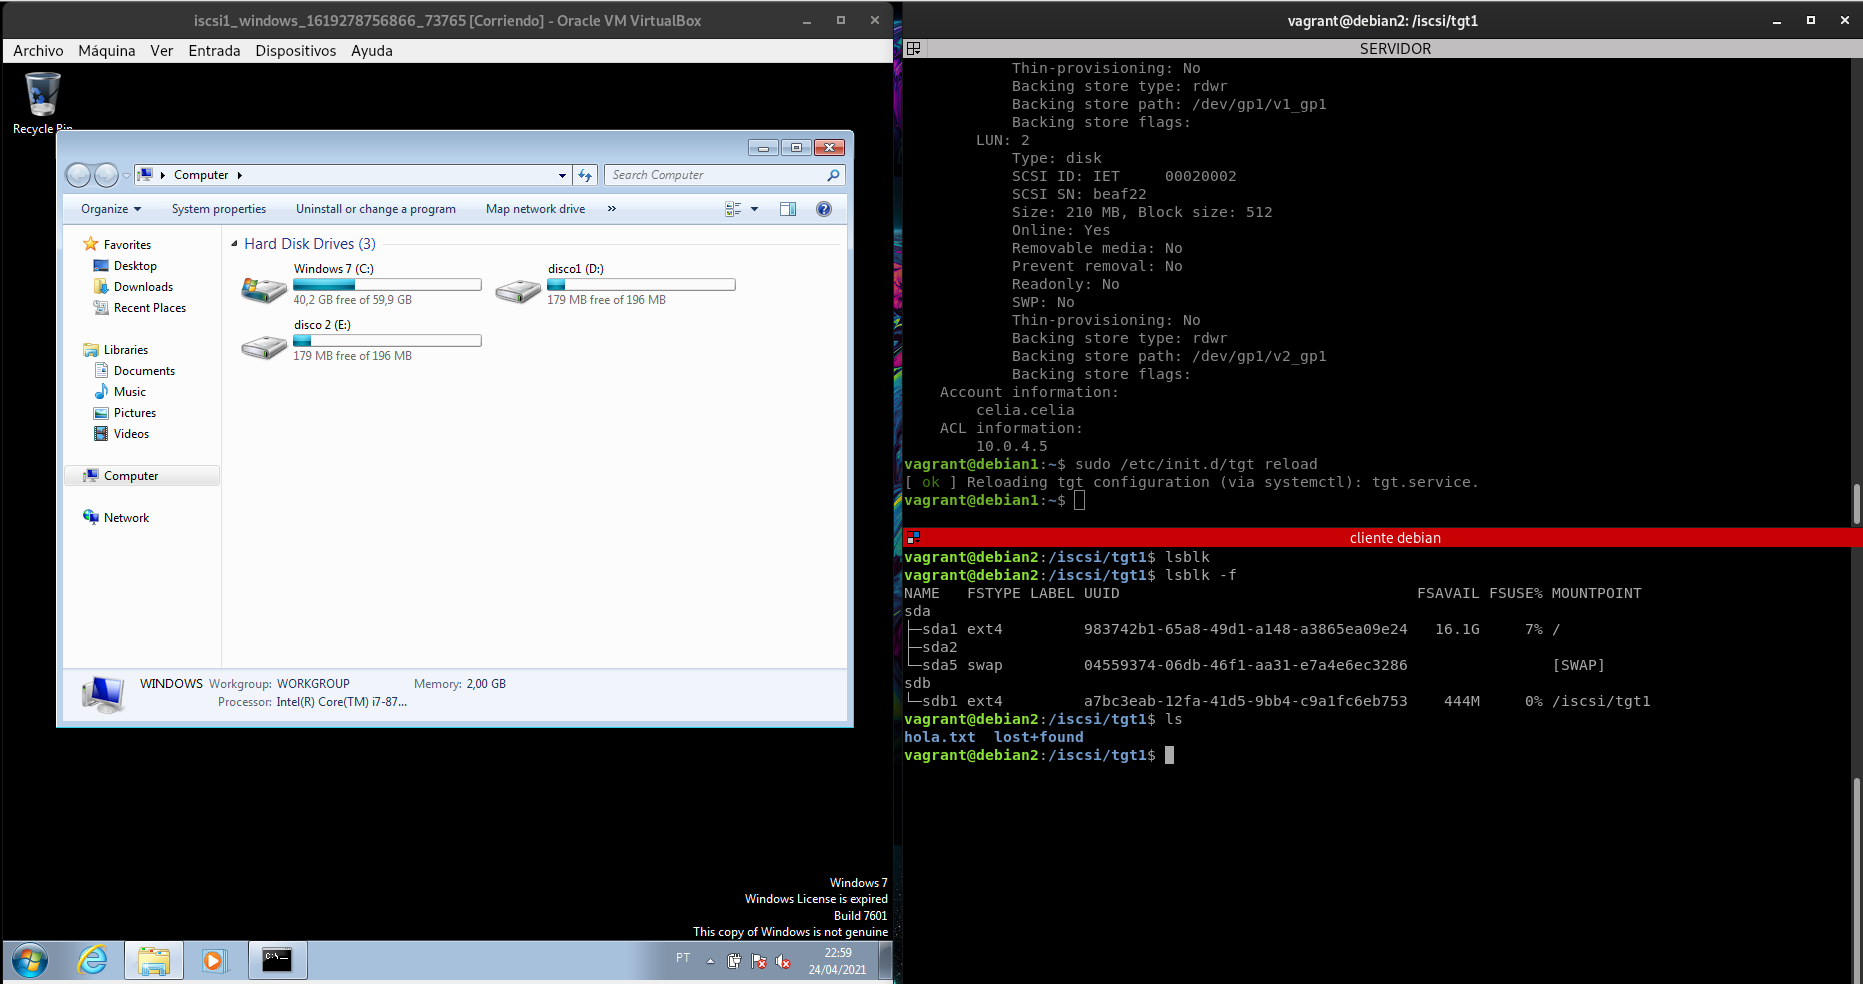 iscsi1_windows_1619278756866_73765 [Corriendo] - Oracle VM VirtualBox
Archivo Máquina Ver Entrada Dispositivos Ayuda
Recycle Bin
Computer
Search Computer
Organize System properties Uninstall or change a program Map network drive »
Favorites
Desktop
Downloads
Recent Places
Libraries
Documents
Music
Pictures
Videos
Computer
Network
Hard Disk Drives (3)
Windows 7 (C:)
40,2 GB free of 59,9 GB
disco1 (D:)
179 MB free of 196 MB
disco 2 (E:)
179 MB free of 196 MB
WINDOWS Workgroup: WORKGROUP Memory: 2,00 GB
Processor: Intel(R) Core(TM) i7-87...
Windows 7
Windows License is expired
Build 7601
This copy of Windows is not genuine
C:\
PT
22:59
24/04/2021
vagrant@debian2: /iscsi/tgt1
SERVIDOR
Thin-provisioning: No
Backing store type: rdwr
Backing store path: /dev/gp1/v1_gp1
Backing store flags:
LUN: 2
Type: disk
SCSI ID: IET     00020002
SCSI SN: beaf22
Size: 210 MB, Block size: 512
Online: Yes
Removable media: No
Prevent removal: No
Readonly: No
SWP: No
Thin-provisioning: No
Backing store type: rdwr
Backing store path: /dev/gp1/v2_gp1
Backing store flags:
Account information:
celia.celia
ACL information:
10.0.4.5
vagrant@debian1:~$ sudo /etc/init.d/tgt reload
[ ok ] Reloading tgt configuration (via systemctl): tgt.service.
vagrant@debian1:~$
cliente debian
vagrant@debian2:/iscsi/tgt1$ lsblk
vagrant@debian2:/iscsi/tgt1$ lsblk -f
NAME   FSTYPE LABEL UUID                                 FSAVAIL FSUSE% MOUNTPOINT
sda
├─sda1 ext4         983742b1-65a8-49d1-a148-a3865ea09e24   16.1G     7% /
├─sda2
└─sda5 swap         04559374-06db-46f1-aa31-e7a4e6ec3286                [SWAP]
sdb
└─sdb1 ext4         a7bc3eab-12fa-41d5-9bb4-c9a1fc6eb753    444M     0% /iscsi/tgt1
vagrant@debian2:/iscsi/tgt1$ ls
hola.txt  lost+found
vagrant@debian2:/iscsi/tgt1$